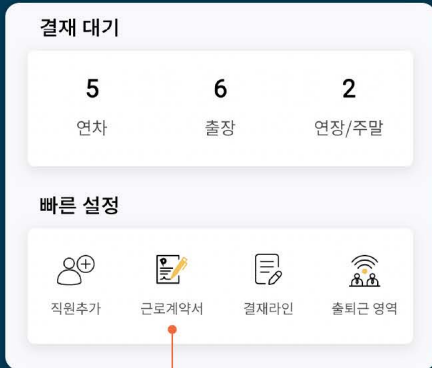 결재 대기
5 6 2
연차 출장 연장/주말
빠른 설정
직원추가 근로계약서 결재라인 출퇴근 영역